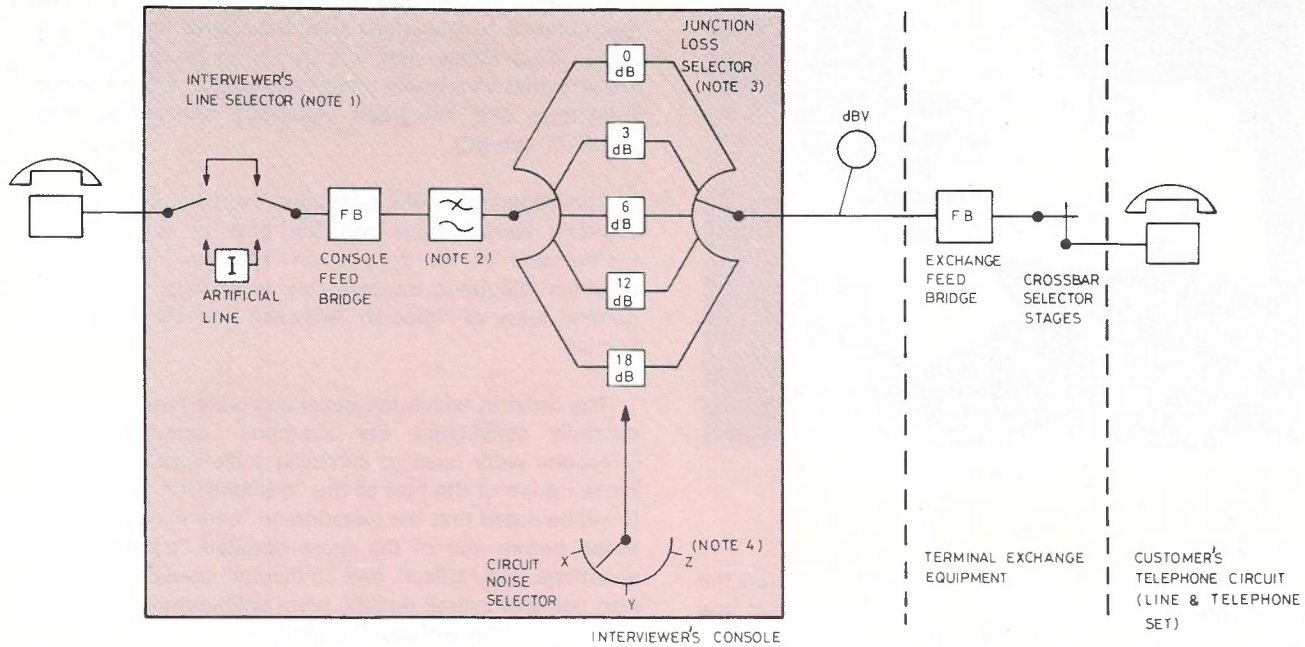 JUNCTION
LOSS
SELECTOR
(NOTE 3)
0
dB
INTERVIEWER'S
LINE SELECTOR (NOTE 1)
dBV
3
dB
FB
6
dB
FB
I
ARTIFICIAL
LINE
CONSOLE
FEED
BRIDGE
(NOTE 2)
12
dB
EXCHANGE
FEED
BRIDGE
CROSSBAR
SELECTOR
STAGES
18
dB
CIRCUIT
NOISE
SELECTOR
X
Y
Z
(NOTE 4)
TERMINAL EXCHANGE
EQUIPMENT
CUSTOMER'S
TELEPHONE CIRCUIT
(LINE & TELEPHONE
SET)
INTERVIEWER'S CONSOLE